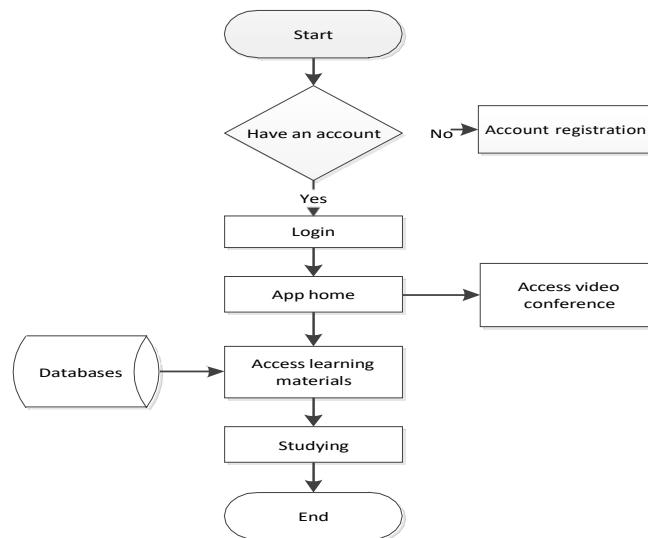 Start
Have an account
No
Account registration
Yes
Login
App home
Access video
conference
Databases
Access learning
materials
Studying
End